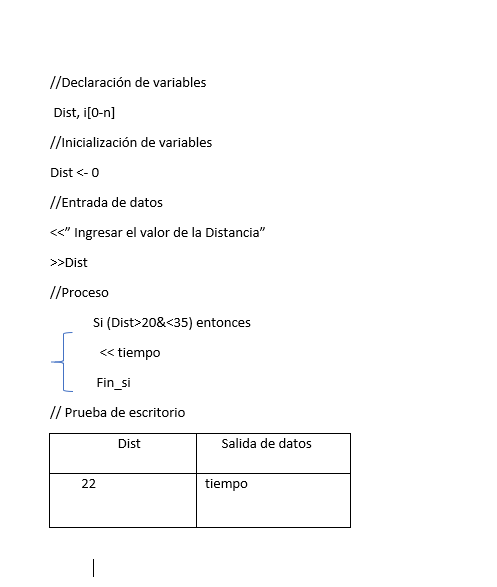 //Declaración de variables
Dist, i[0-n]
//Inicialización de variables
Dist <- 0
//Entrada de datos
<<” Ingresar el valor de la Distancia”
>>Dist
//Proceso
Si (Dist>20&<35) entonces
<< tiempo
Fin_si
// Prueba de escritorio
Dist Salida de datos
22 tiempo